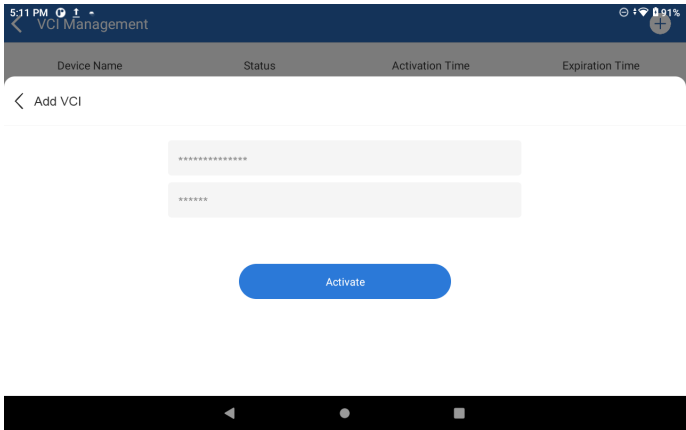 5:11 PM
91%
VCI Management
Device Name Status Activation Time Expiration Time
Add VCI
**************
******
Activate